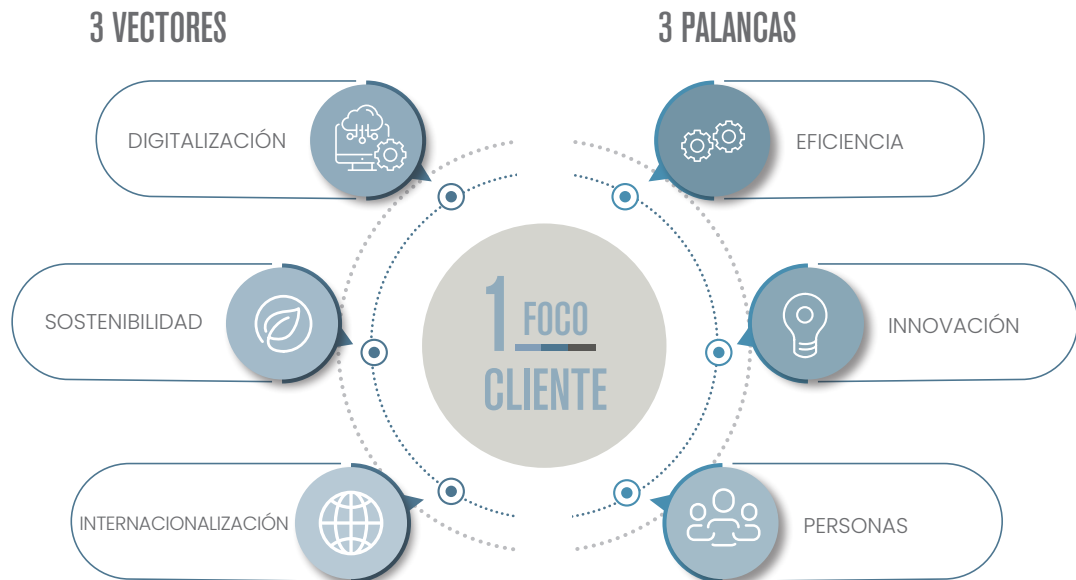 3 VECTORES
DIGITALIZACIÓN
SOSTENIBILIDAD
INTERNACIONALIZACIÓN
1 FOCO
CLIENTE
3 PALANCAS
EFICIENCIA
INNOVACIÓN
PERSONAS